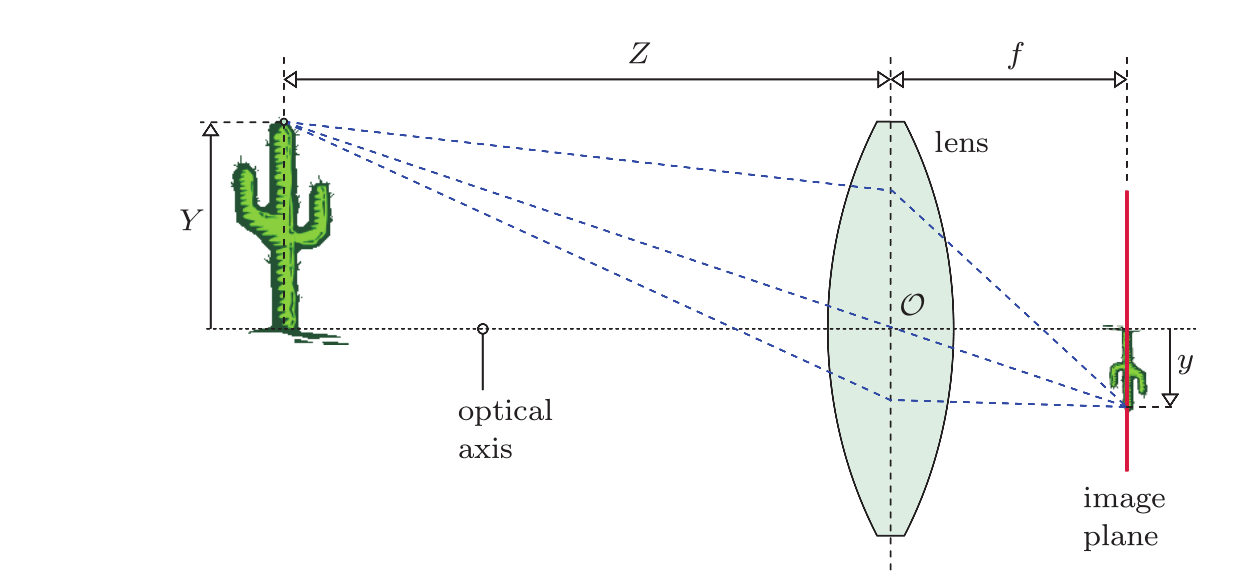 Z
f
lens
Y
𝒪
y
optical
axis
image
plane